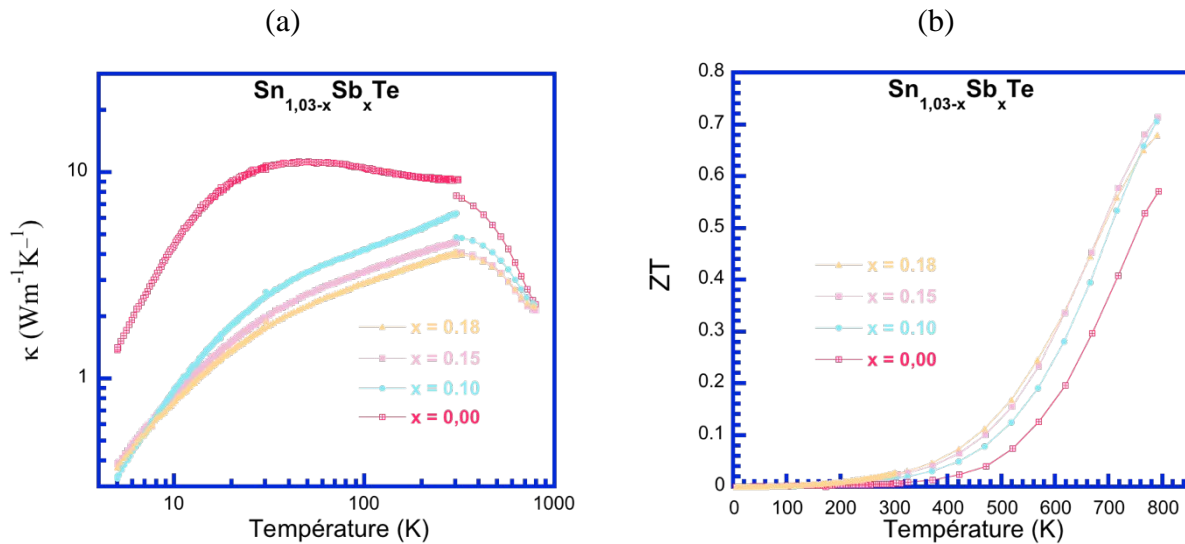 (a)
Sn1,03-xSbxTe
κ (Wm-1K-1)
10
1
x = 0.18
x = 0.15
x = 0.10
x = 0,00
10
100
1000
Température (K)
(b)
Sn1,03-xSbxTe
ZT
0.8
0.7
0.6
0.5
0.4
0.3
0.2
0.1
0
x = 0.18
x = 0.15
x = 0.10
x = 0,00
0 100 200 300 400 500 600 700 800
Température (K)